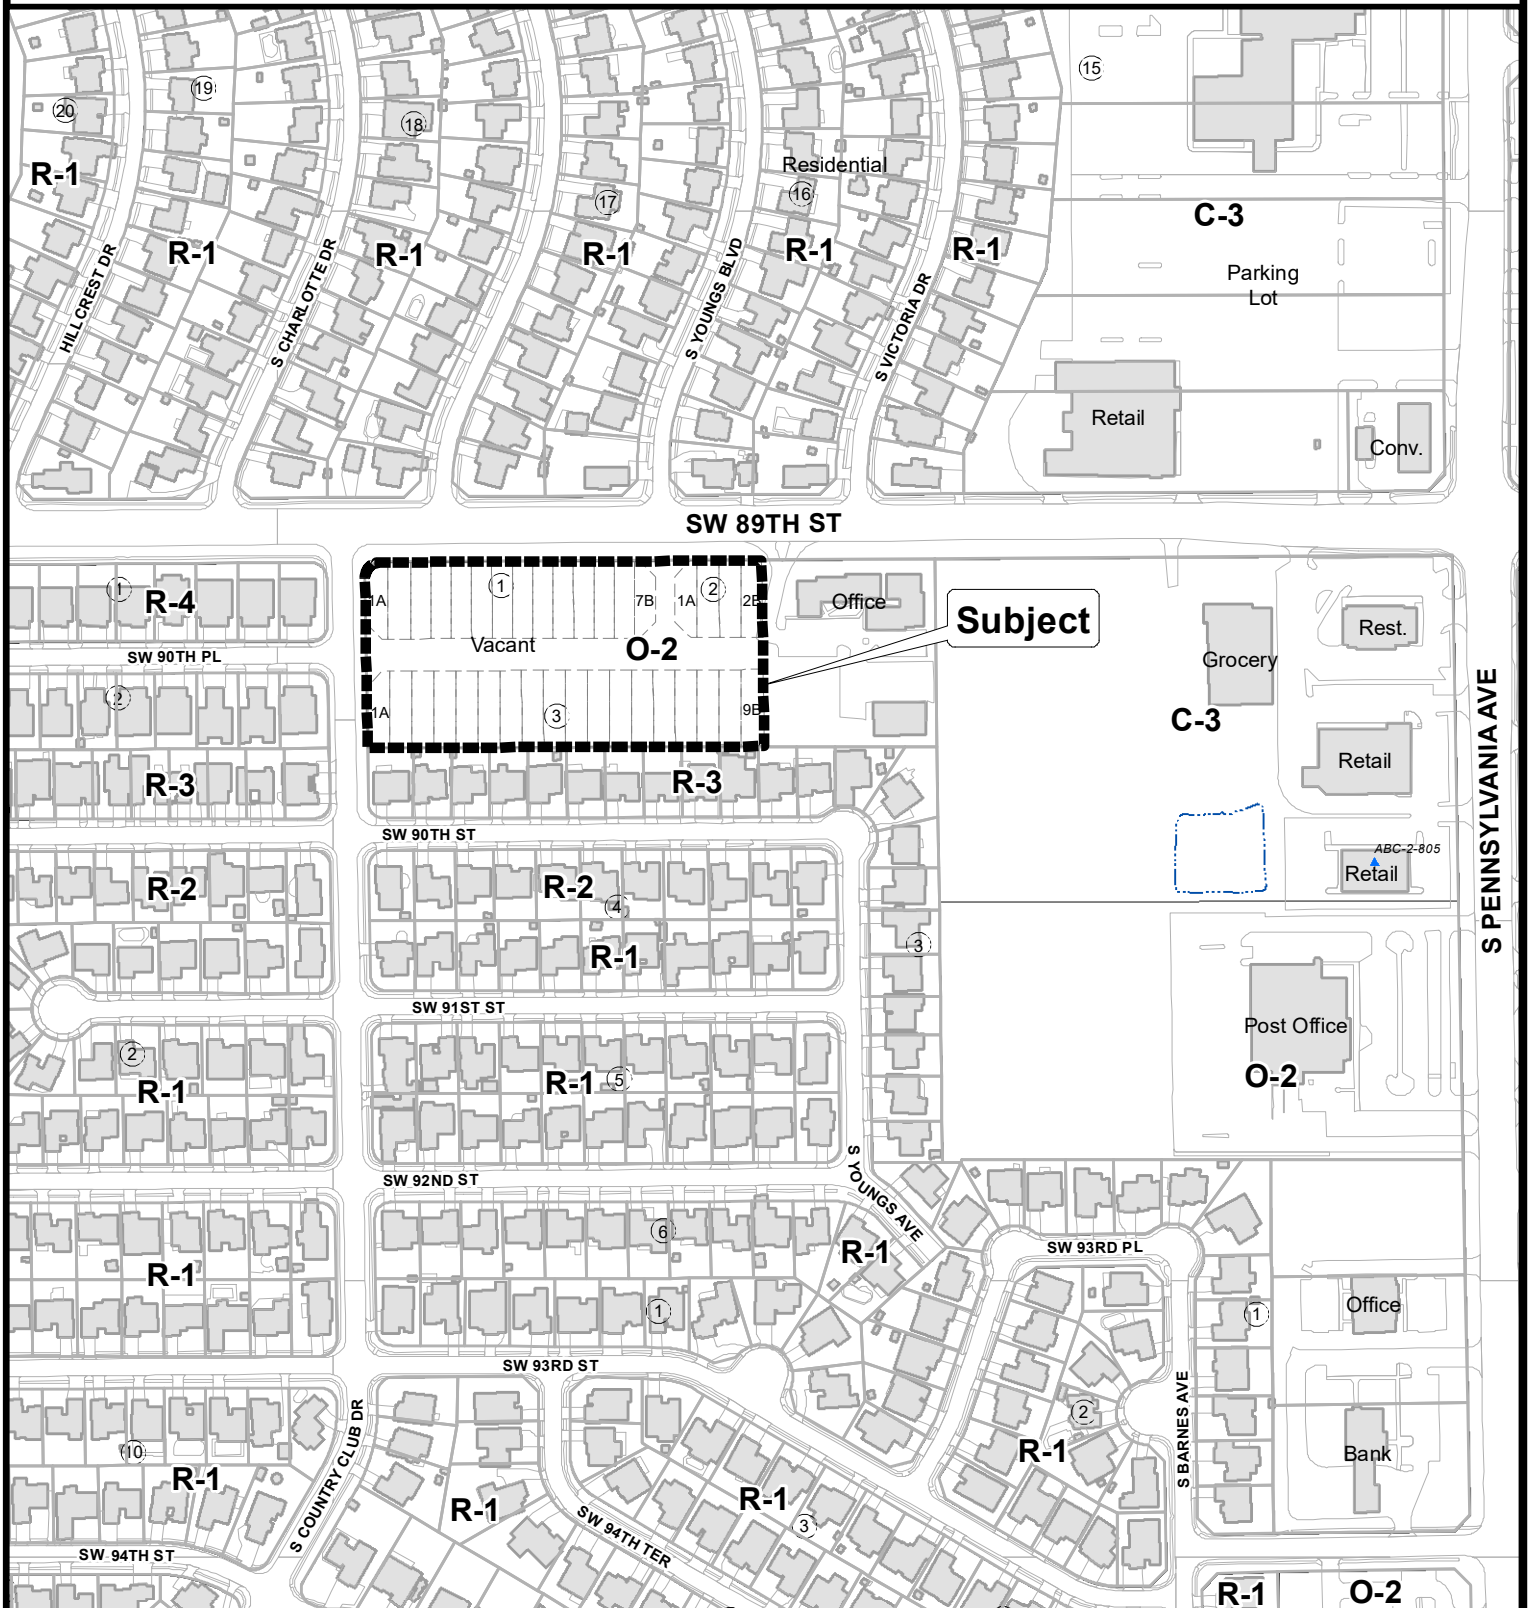 15
19
20
18
Residential
R-1
16
17
C-3
R-1
R-1
R-1
R-1
R-1
Parking
Lot
HILLCREST DR
S CHARLOTTE DR
S YOUNGS BLVD
S VICTORIA DR
Retail
Conv.
SW 89TH ST
1
R-4
1
2
1A
7B
1A
2B
Office
Subject
Rest.
Vacant
O-2
SW 90TH PL
Grocery
2
1A
3
9B
C-3
S PENNSYLVANIA AVE
Retail
R-3
R-3
SW 90TH ST
ABC-2-805
Retail
R-2
R-2
4
3
R-1
SW 91ST ST
Post Office
2
R-1
R-1
5
O-2
SW 92ND ST
S YOUNGS AVE
6
R-1
SW 93RD PL
R-1
1
1
Office
SW 93RD ST
S COUNTRY CLUB DR
S BARNES AVE
2
10
R-1
R-1
Bank
R-1
R-1
3
SW 94TH TER
SW 94TH ST
R-1
O-2